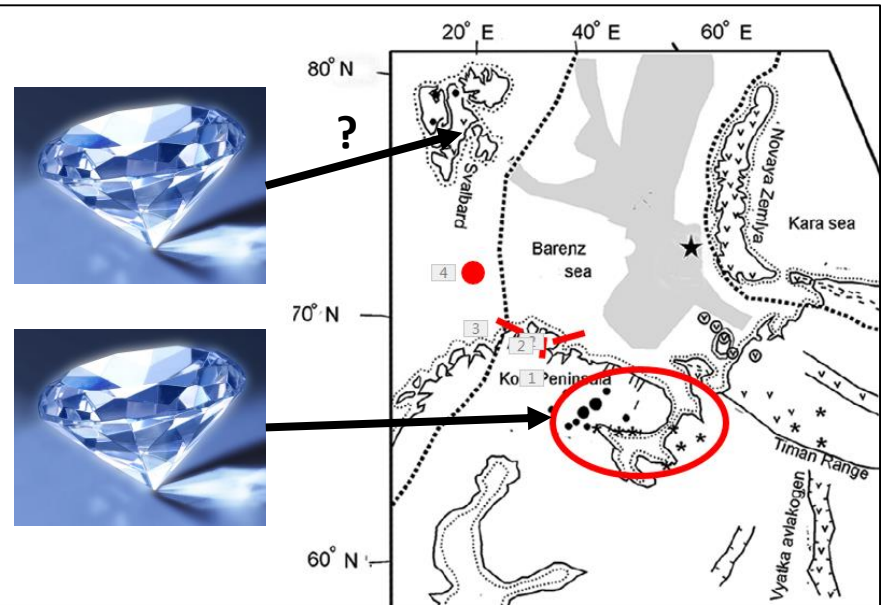 20° E
40° E
60° E
80° N
?
Svalbard
Novaya Zemlya
Kara sea
Barenz
sea
4
70° N
3
2
1
Kola Peninsula
Timan Range
Vyatka avlakogen
60° N